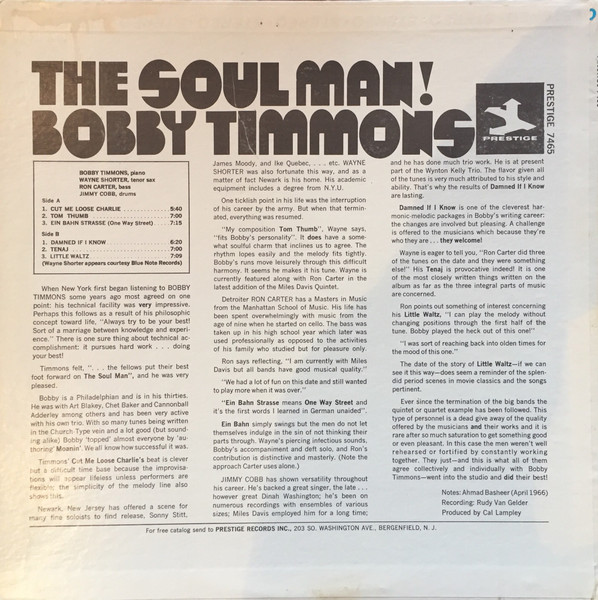 THE SOUL MAN!
BOBBY TIMMONS
PRESTIGE
PRESTIGE 7465
BOBBY TIMMONS, piano
WAYNE SHORTER, tenor sax
RON CARTER, bass
JIMMY COBB, drums
Side A
1. CUT ME LOOSE CHARLIE . . . . . . . . . 5:40
2. TOM THUMB . . . . . . . . . . . . . . . . 7:00
3. EIN BAHN STRASSE (One Way Street) . . . . 7:15
Side B
1. DAMNED IF I KNOW . . . . . . . . . . . . 6:20
2. TENAJ . . . . . . . . . . . . . . . . . . 7:00
3. LITTLE WALTZ . . . . . . . . . . . . . . 7:09
(Wayne Shorter appears courtesy Blue Note Records)
When New York first began listening to BOBBY
TIMMONS some years ago most agreed on one
point: his technical facility was very impressive.
Perhaps this follows as a result of his philosophic
concept toward life, "Always try to be your best!
Sort of a marriage between knowledge and experi-
ence." There is one sure thing about technical ac-
complishment: it pursues hard work . . . doing
your best!
Timmons felt, ". . . the fellows put their best
foot forward on The Soul Man", and he was very
pleased.
Bobby is a Philadelphian and is in his thirties.
He was with Art Blakey, Chet Baker and Cannonball
Adderley among others and has been very active
with his own trio. With so many tunes being written
in the Church-Type vein and a lot good (but sound-
ing alike) Bobby 'topped' almost everyone by 'au-
thoring' Moanin'. We all know how successful it was.
Timmons' Cut Me Loose Charlie's beat is clever
but a difficult time base because the improvisa-
tions will appear lifeless unless performers are
flexible; the simplicity of the melody line also
shows this.
Newark, New Jersey has offered a scene for
many fine soloists to find release. Sonny Stitt,
James Moody, and Ike Quebec, . . . etc. WAYNE
SHORTER was also fortunate this way, and as a
matter of fact Newark is his home. His academic
equipment includes a degree from N.Y.U.
One ticklish point in his life was the interruption
of his career by the army. But when that termin-
ated, everything was resumed.
"My composition Tom Thumb", Wayne says,
"fits Bobby's personality". It does have a some-
what soulful charm that inclines us to agree. The
rhythm lopes easily and the melody fits tightly.
Bobby's runs move leisurely through this difficult
harmony. It seems he makes it his tune. Wayne is
currently featured along with Ron Carter in the
latest addition of the Miles Davis Quintet.
Detroiter RON CARTER has a Masters in Music
from the Manhattan School of Music. His life has
been spent overwhelmingly with music from the
age of nine when he started on cello. The bass was
taken up in his high school year which later was
used professionally as opposed to the activities
of his family who studied but for pleasure only.
Ron says reflecting, "I am currently with Miles
Davis but all bands have good musical quality."
"We had a lot of fun on this date and still wanted
to play more when it was over."
"Ein Bahn Strasse means One Way Street and
it's the first words I learned in German unaided".
Ein Bahn simply swings but the men do not let
themselves indulge in the sin of not thinking their
parts through. Wayne's piercing infectious sounds,
Bobby's accompaniment and deft solo, and Ron's
contribution is distinctive and masterly. (Note the
approach Carter uses alone.)
JIMMY COBB has shown versatility throughout
his career. He's backed a great singer, the late . . .
however great Dinah Washington; he's been on
numerous recordings with ensembles of various
sizes; Miles Davis employed him for a long time;
and he has done much trio work. He is at present
part of the Wynton Kelly Trio. The flavor given all
of the tunes is very much attributed to his style and
ability. That's why the results of Damned If I Know
are lasting.
Damned If I Know is one of the cleverest har-
monic-melodic packages in Bobby's writing career:
the changes are involved but pleasing. A challenge
is offered to the musicians which because they're
who they are . . . they welcome!
Wayne is eager to tell you, "Ron Carter did three
of the tunes on the date and they were something
else!" His Tenaj is provocative indeed! It is one
of the most closely written things written on the
album as far as the three integral parts of music
are concerned.
Ron points out something of interest concerning
his Little Waltz, "I can play the melody without
changing positions through the first half of the
tune. Bobby played the heck out of this one!"
"I was sort of reaching back into olden times for
the mood of this one."
The date of the story of Little Waltz—if we can
see it this way—does seem a reminder of the splen-
did period scenes in movie classics and the songs
pertinent.
Ever since the termination of the big bands the
quintet or quartet example has been followed. This
type of personnel is a dead give away of the quality
offered by the musicians and their works and it is
rare after so much saturation to get something good
or even pleasant. In this case the men weren't well
rehearsed or fortified by constantly working
together. They just—and this is what all of them
agree collectively and individually with Bobby
Timmons—went into the studio and did their best!
Notes: Ahmad Basheer (April 1966)
Recording: Rudy Van Gelder
Produced by Cal Lampley
For free catalog send to PRESTIGE RECORDS INC., 203 SO. WASHINGTON AVE., BERGENFIELD, N. J.